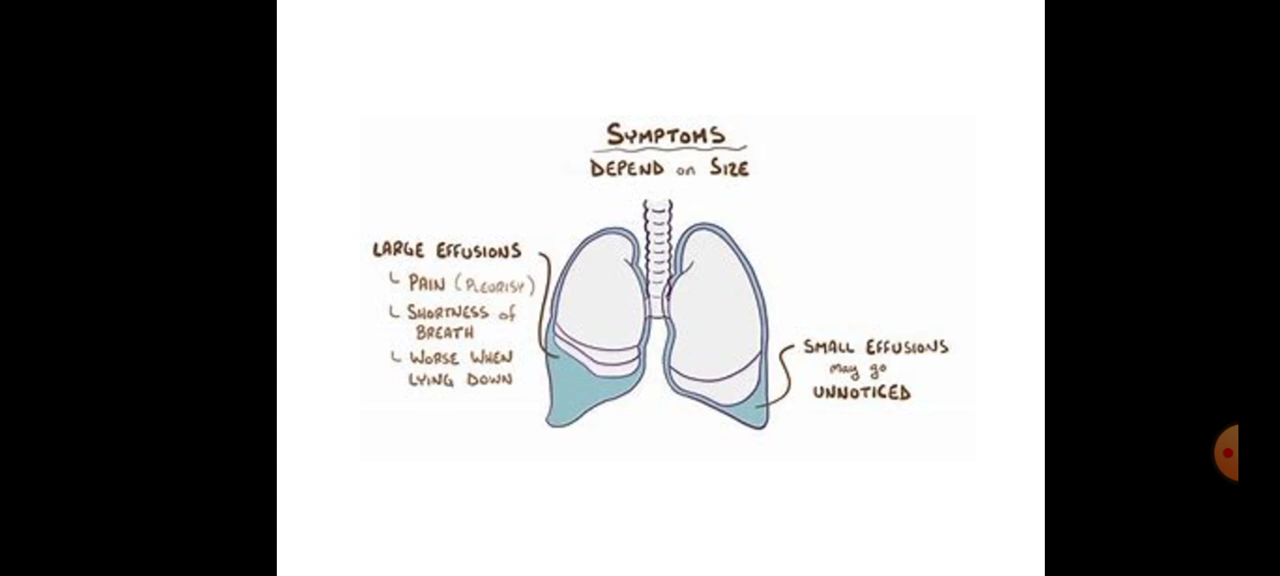 SYMPTOMS
DEPEND on SIZE
LARGE EFFUSIONS
PAIN (PLEURISY)
SHORTNESS of
BREATH
WORSE WHEN
LYING DOWN
SMALL EFFUSIONS
may go
UNNOTICED